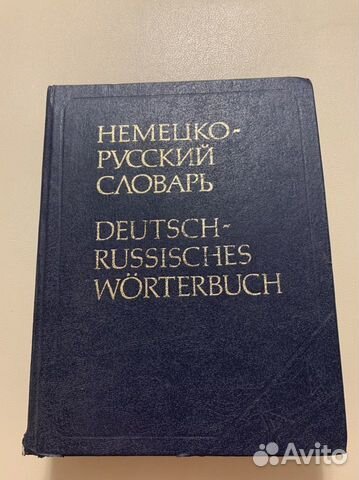 НЕМЕЦКО-
РУССКИЙ
СЛОВАРЬ
DEUTSCH-
RUSSISCHES
WÖRTERBUCH
Avito